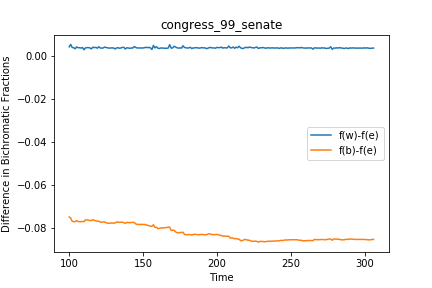 congress_99_senate
Difference in Bichromatic Fractions
0.00
−0.02
−0.04
−0.06
−0.08
f(w)-f(e)
f(b)-f(e)
100
150
200
250
300
Time